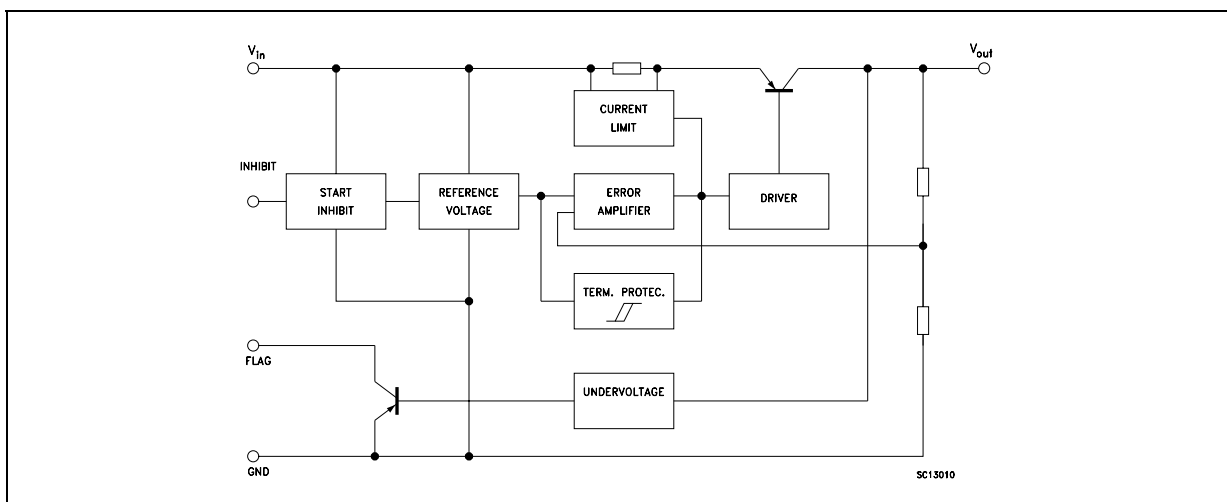 Vin
Vout
CURRENT
LIMIT
INHIBIT
START
INHIBIT
REFERENCE
VOLTAGE
ERROR
AMPLIFIER
DRIVER
TERM. PROTEC.
FLAG
UNDERVOLTAGE
GND
SC13010